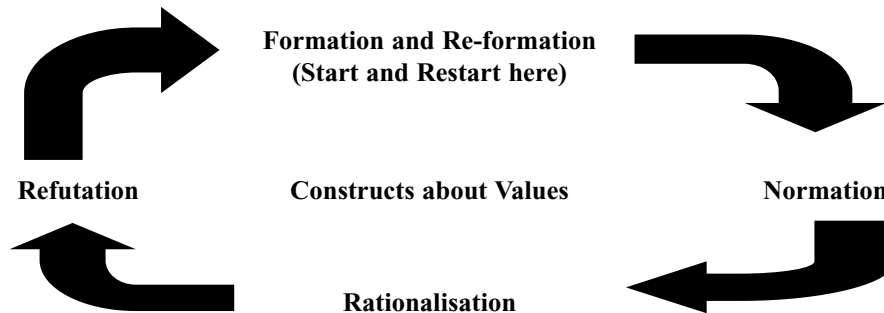 Formation and Re-formation
(Start and Restart here)
Refutation
Constructs about Values
Normation
Rationalisation